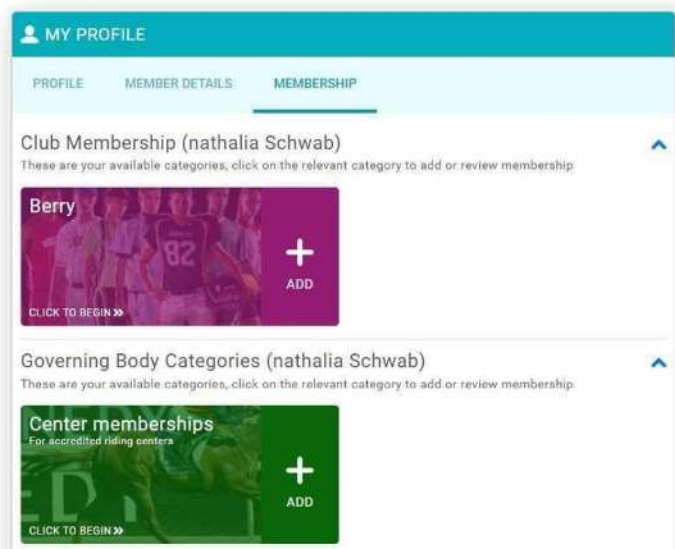 MY PROFILE
PROFILE MEMBER DETAILS MEMBERSHIP
Club Membership (nathalia Schwab)
These are your available categories, click on the relevant category to add or review membership
Berry
82
ADD
CLICK TO BEGIN »
Governing Body Categories (nathalia Schwab)
These are your available categories, click on the relevant category to add or review membership.
Center memberships
For accredited riding centers
ADD
CLICK TO BEGIN »